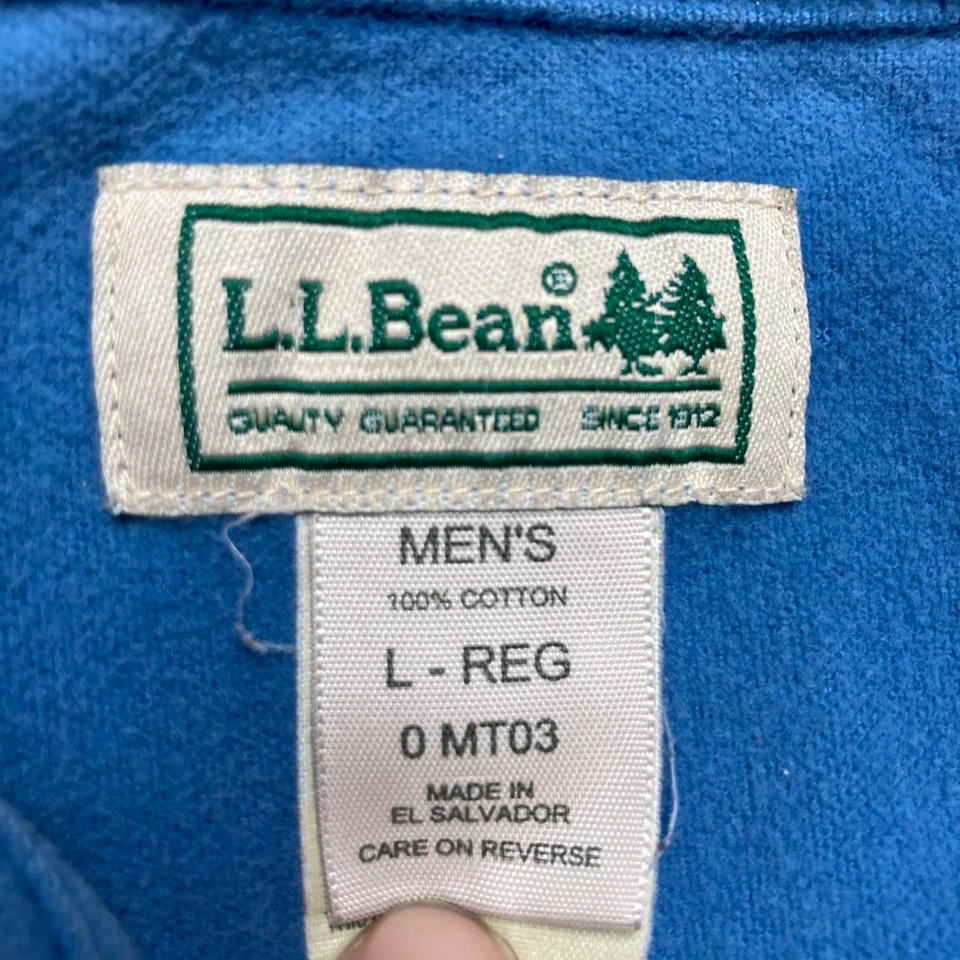 L.L.Bean®
QUALITY GUARANTEED SINCE 1912
MEN'S
100% COTTON
L - REG
0 MT03
MADE IN
EL SALVADOR
CARE ON REVERSE